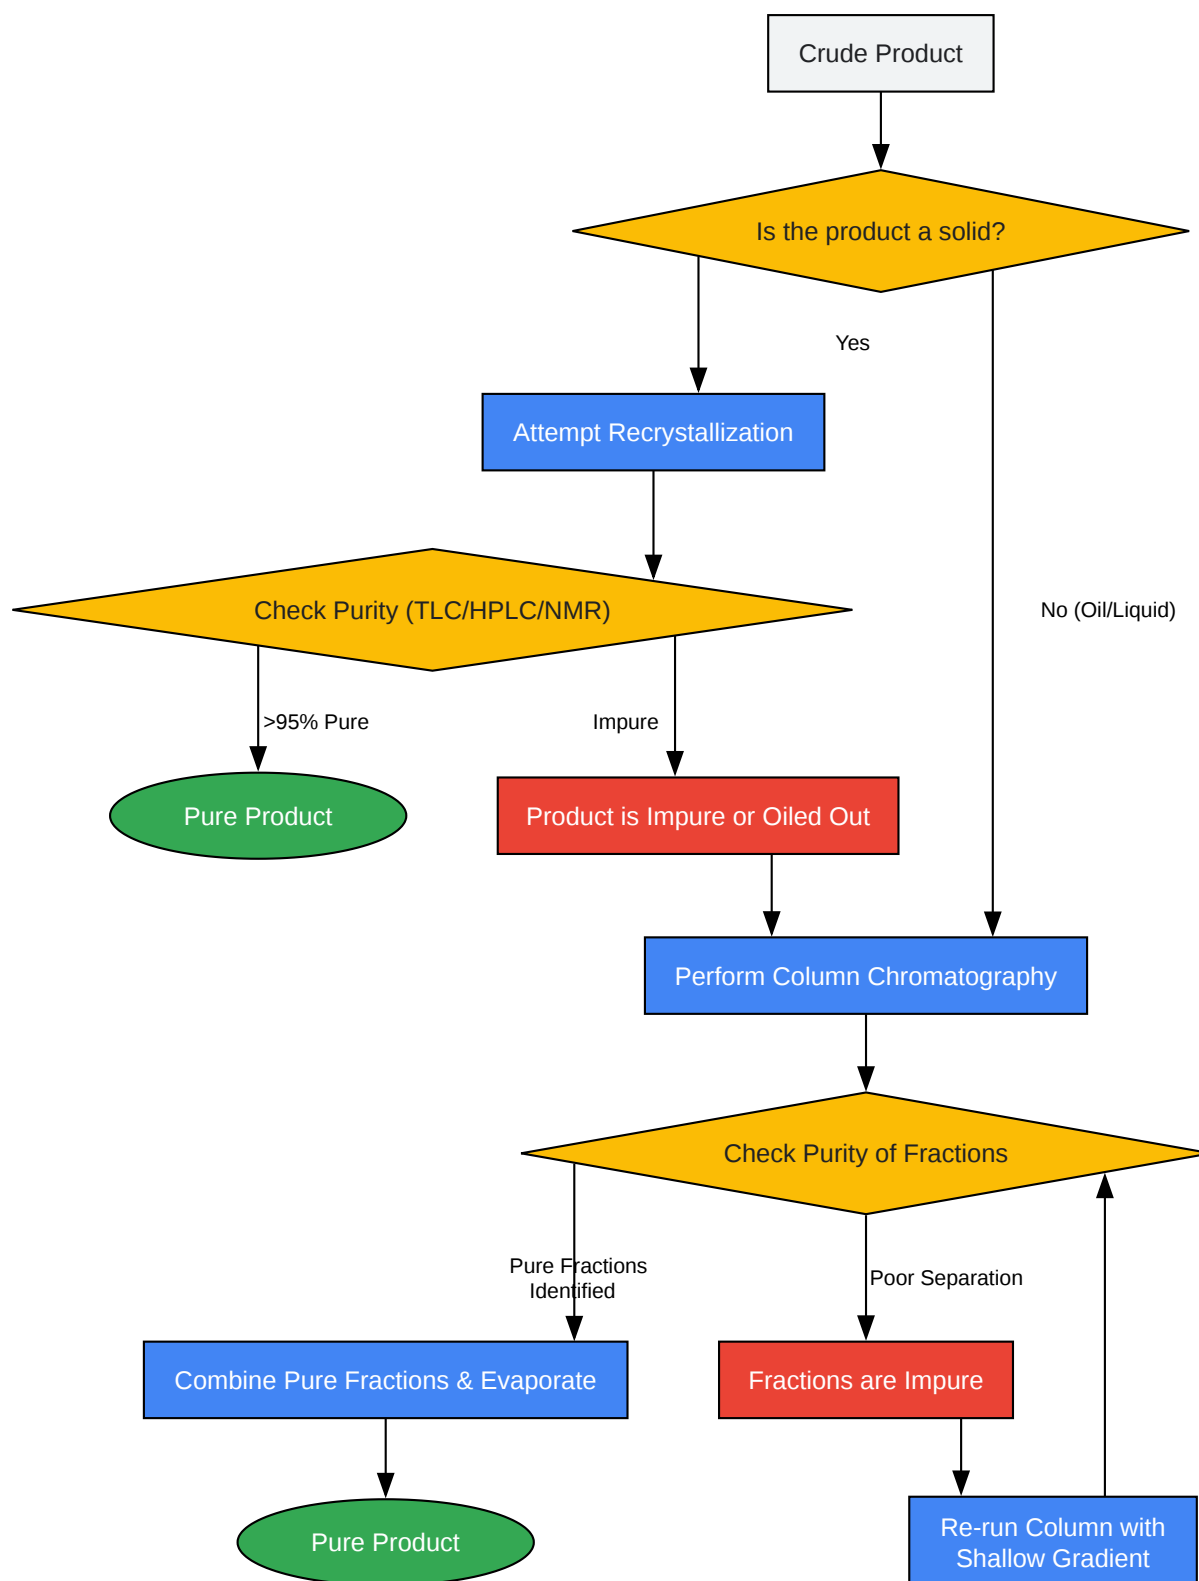 Crude Product
Is the product a solid?
Yes
Attempt Recrystallization
Check Purity (TLC/HPLC/NMR)
No (Oil/Liquid)
>95% Pure
Impure
Pure Product
Product is Impure or Oiled Out
Perform Column Chromatography
Check Purity of Fractions
Pure Fractions
Identified
Poor Separation
Combine Pure Fractions & Evaporate
Fractions are Impure
Pure Product
Re-run Column with
Shallow Gradient